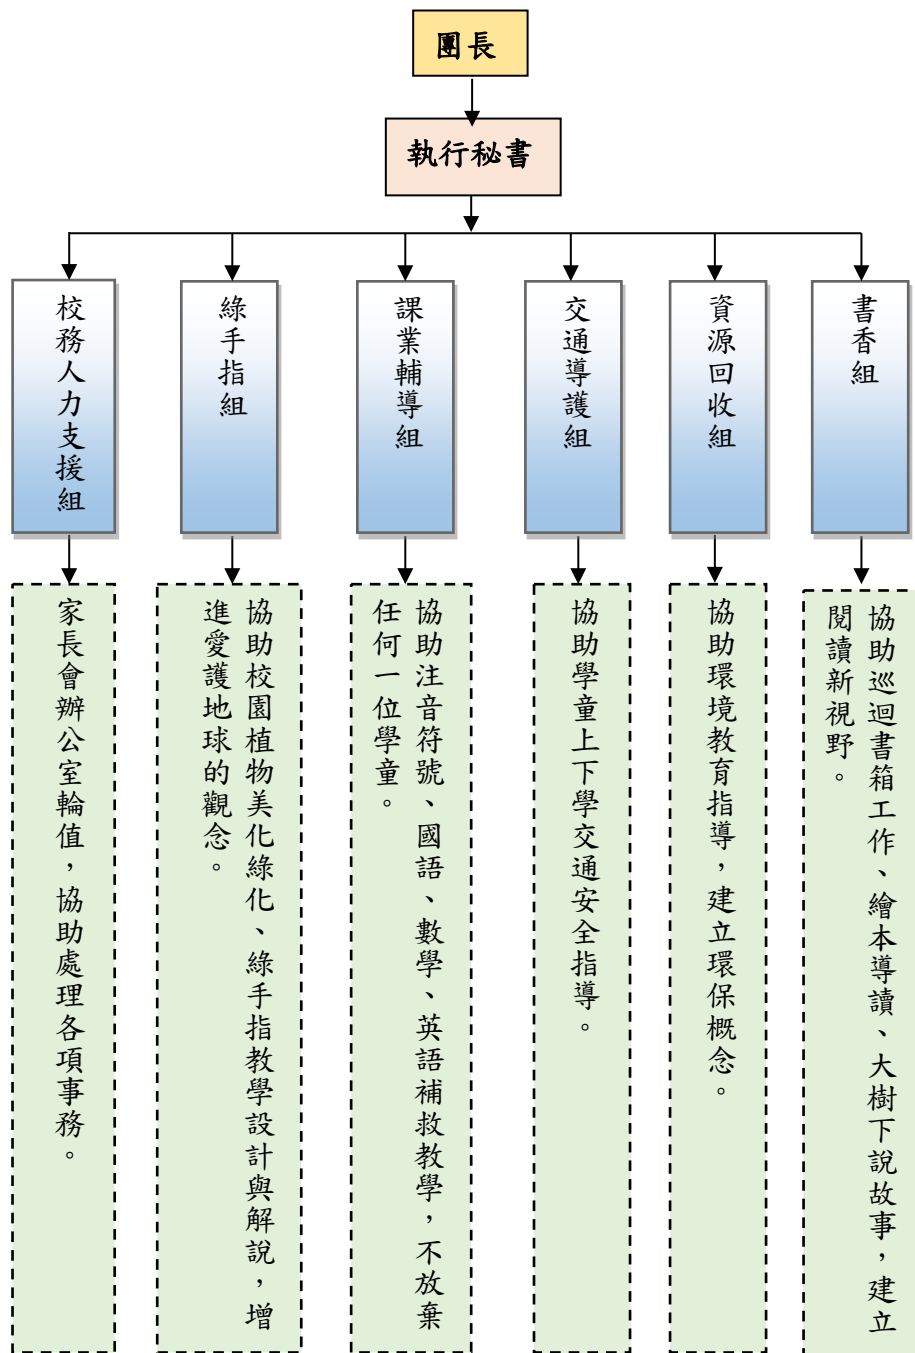 團長
執行秘書
校務人力支援組
綠手指組
課業輔導組
交通導護組
資源回收組
書香組
家長會辦公室輪值，協助處理各項事務。
協助校園植物美化綠化、綠手指教學設計與解說，增
進愛護地球的觀念。
協助注音符號、國語、數學、英語補救教學，不放棄
任何一位學童。
協助學童上下學交通安全指導。
協助環境教育指導，建立環保概念。
協助巡迴書箱工作、繪本導讀、大樹下說故事，建立
閱讀新視野。